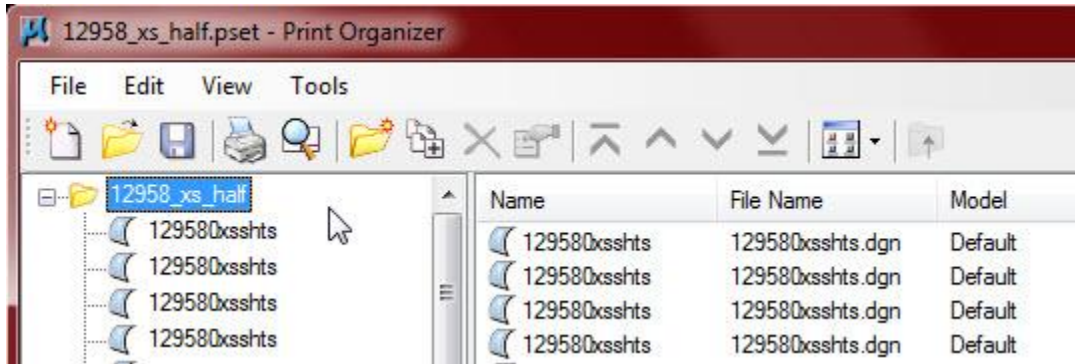 12958_xs_half.pset - Print Organizer
File Edit View Tools
12958_xs_half
129580xsshts
129580xsshts
129580xsshts
129580xsshts
Name File Name Model
129580xsshts 129580xsshts.dgn Default
129580xsshts 129580xsshts.dgn Default
129580xsshts 129580xsshts.dgn Default
129580xsshts 129580xsshts.dgn Default